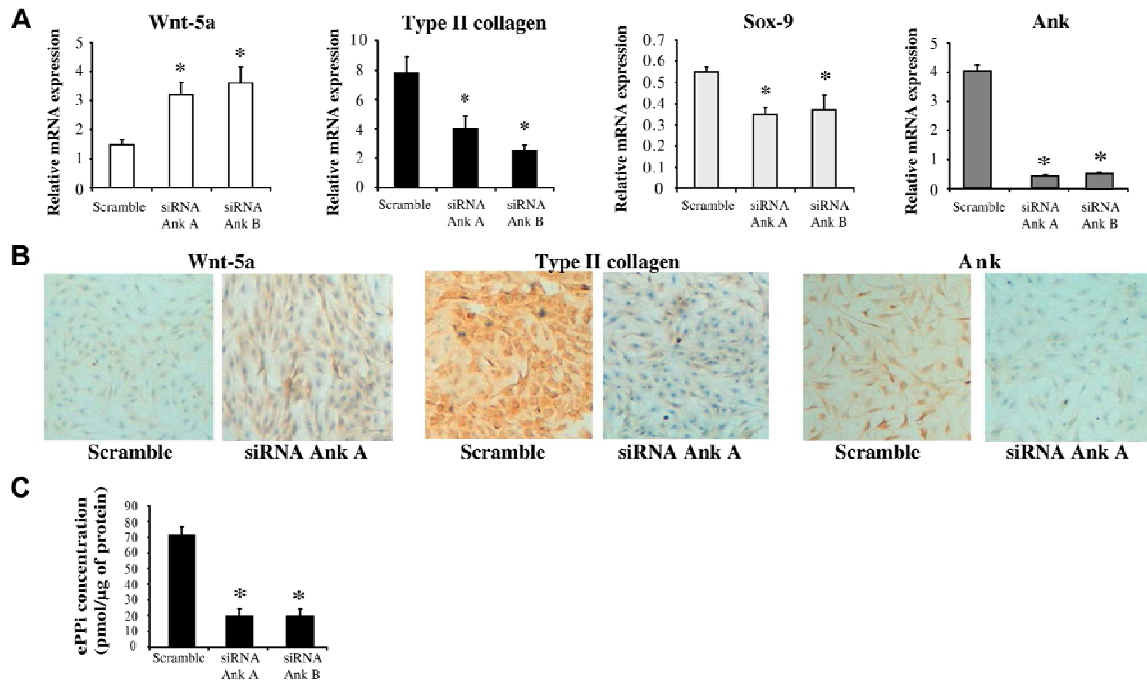 A
Wnt-5a
Type II collagen
Sox-9
Ank
Relative mRNA expression
5
4
3
2
1
0
Scramble
siRNA
Ank A
siRNA
Ank B
*
*
Relative mRNA expression
10
8
6
4
2
0
Scramble
siRNA
Ank A
siRNA
Ank B
*
*
Relative mRNA expression
0.7
0.6
0.5
0.4
0.3
0.2
0.1
0
Scramble
siRNA
Ank A
siRNA
Ank B
*
*
Relative mRNA expression
5
4
3
2
1
0
Scramble
siRNA
Ank A
siRNA
Ank B
*
*
B
Wnt-5a
Type II collagen
Ank
Scramble
siRNA Ank A
Scramble
siRNA Ank A
Scramble
siRNA Ank A
C
ePPi concentration
(pmol/µg of protein)
90
80
70
60
50
40
30
20
10
0
Scramble
siRNA
Ank A
siRNA
Ank B
*
*